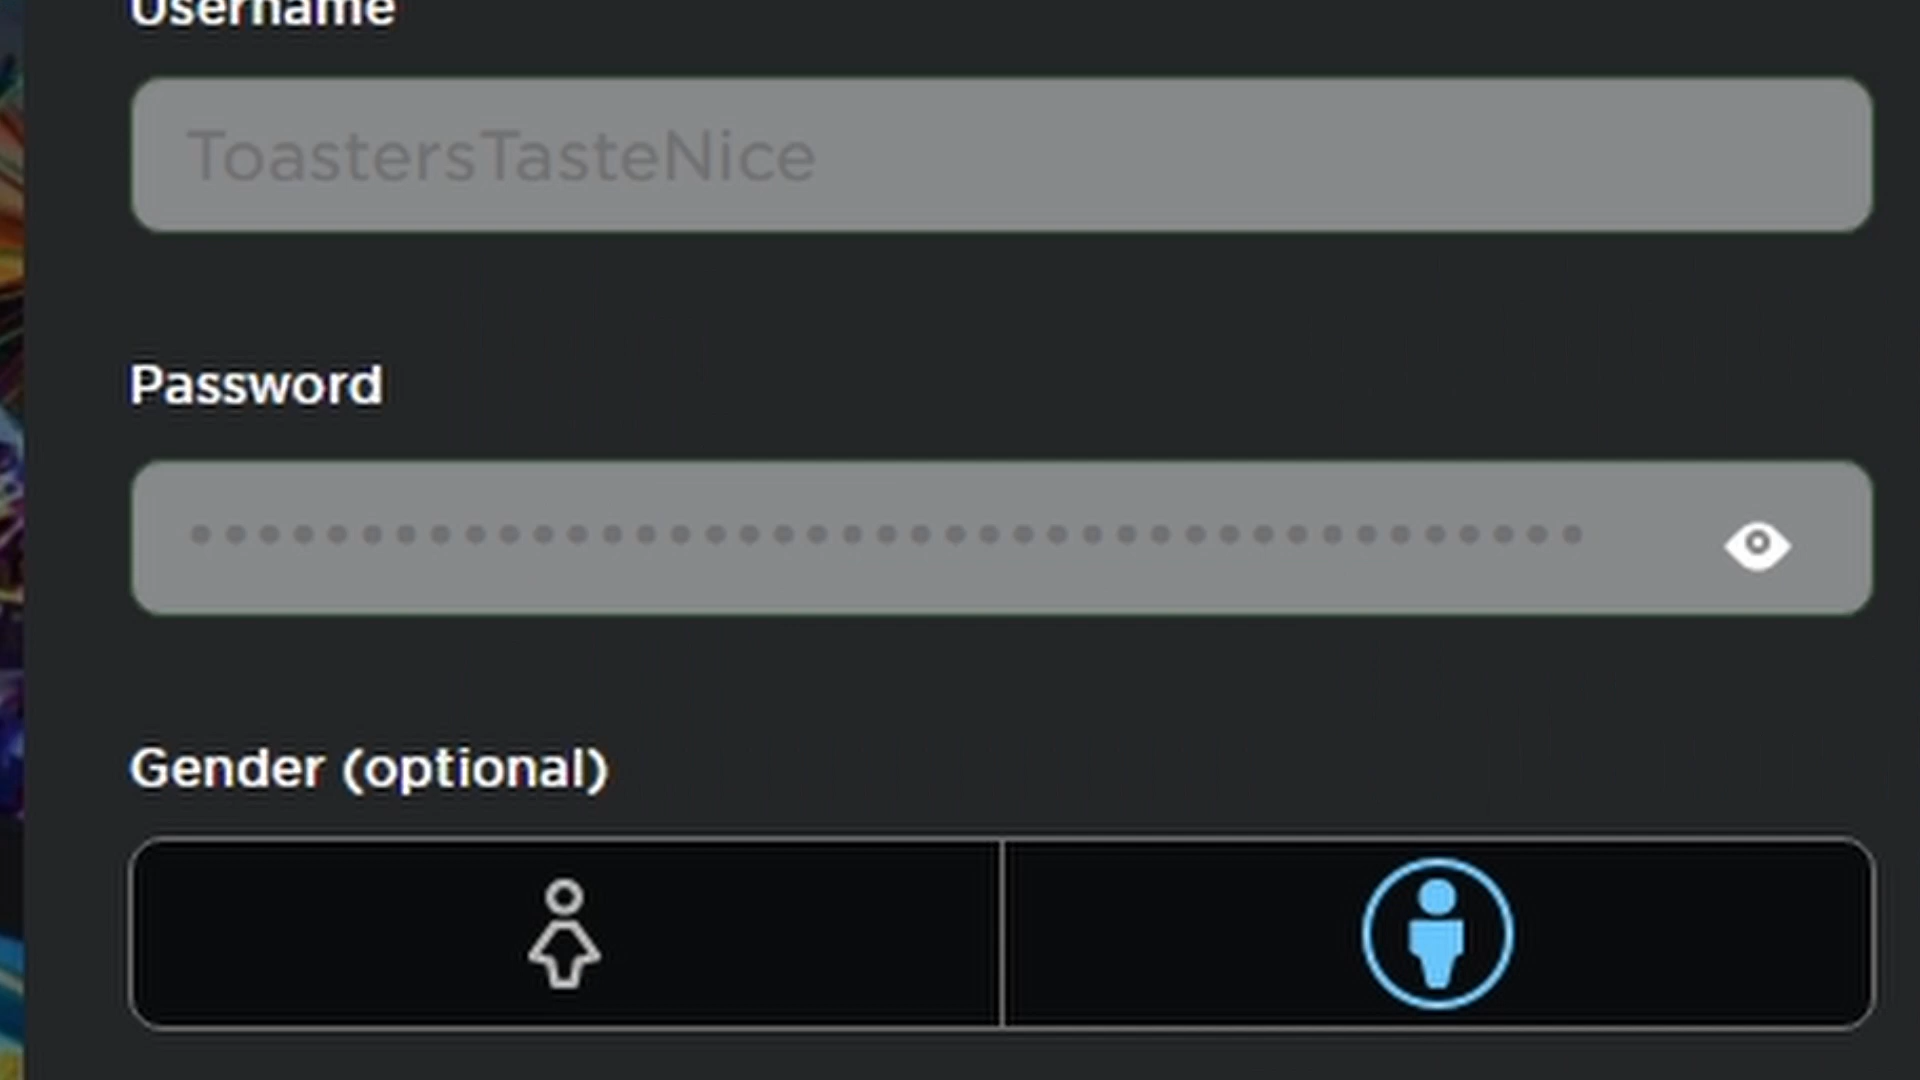 Username
ToastersTasteNice
Password
•••••••••••••••••••••••••••••••••••••••••
Gender (optional)